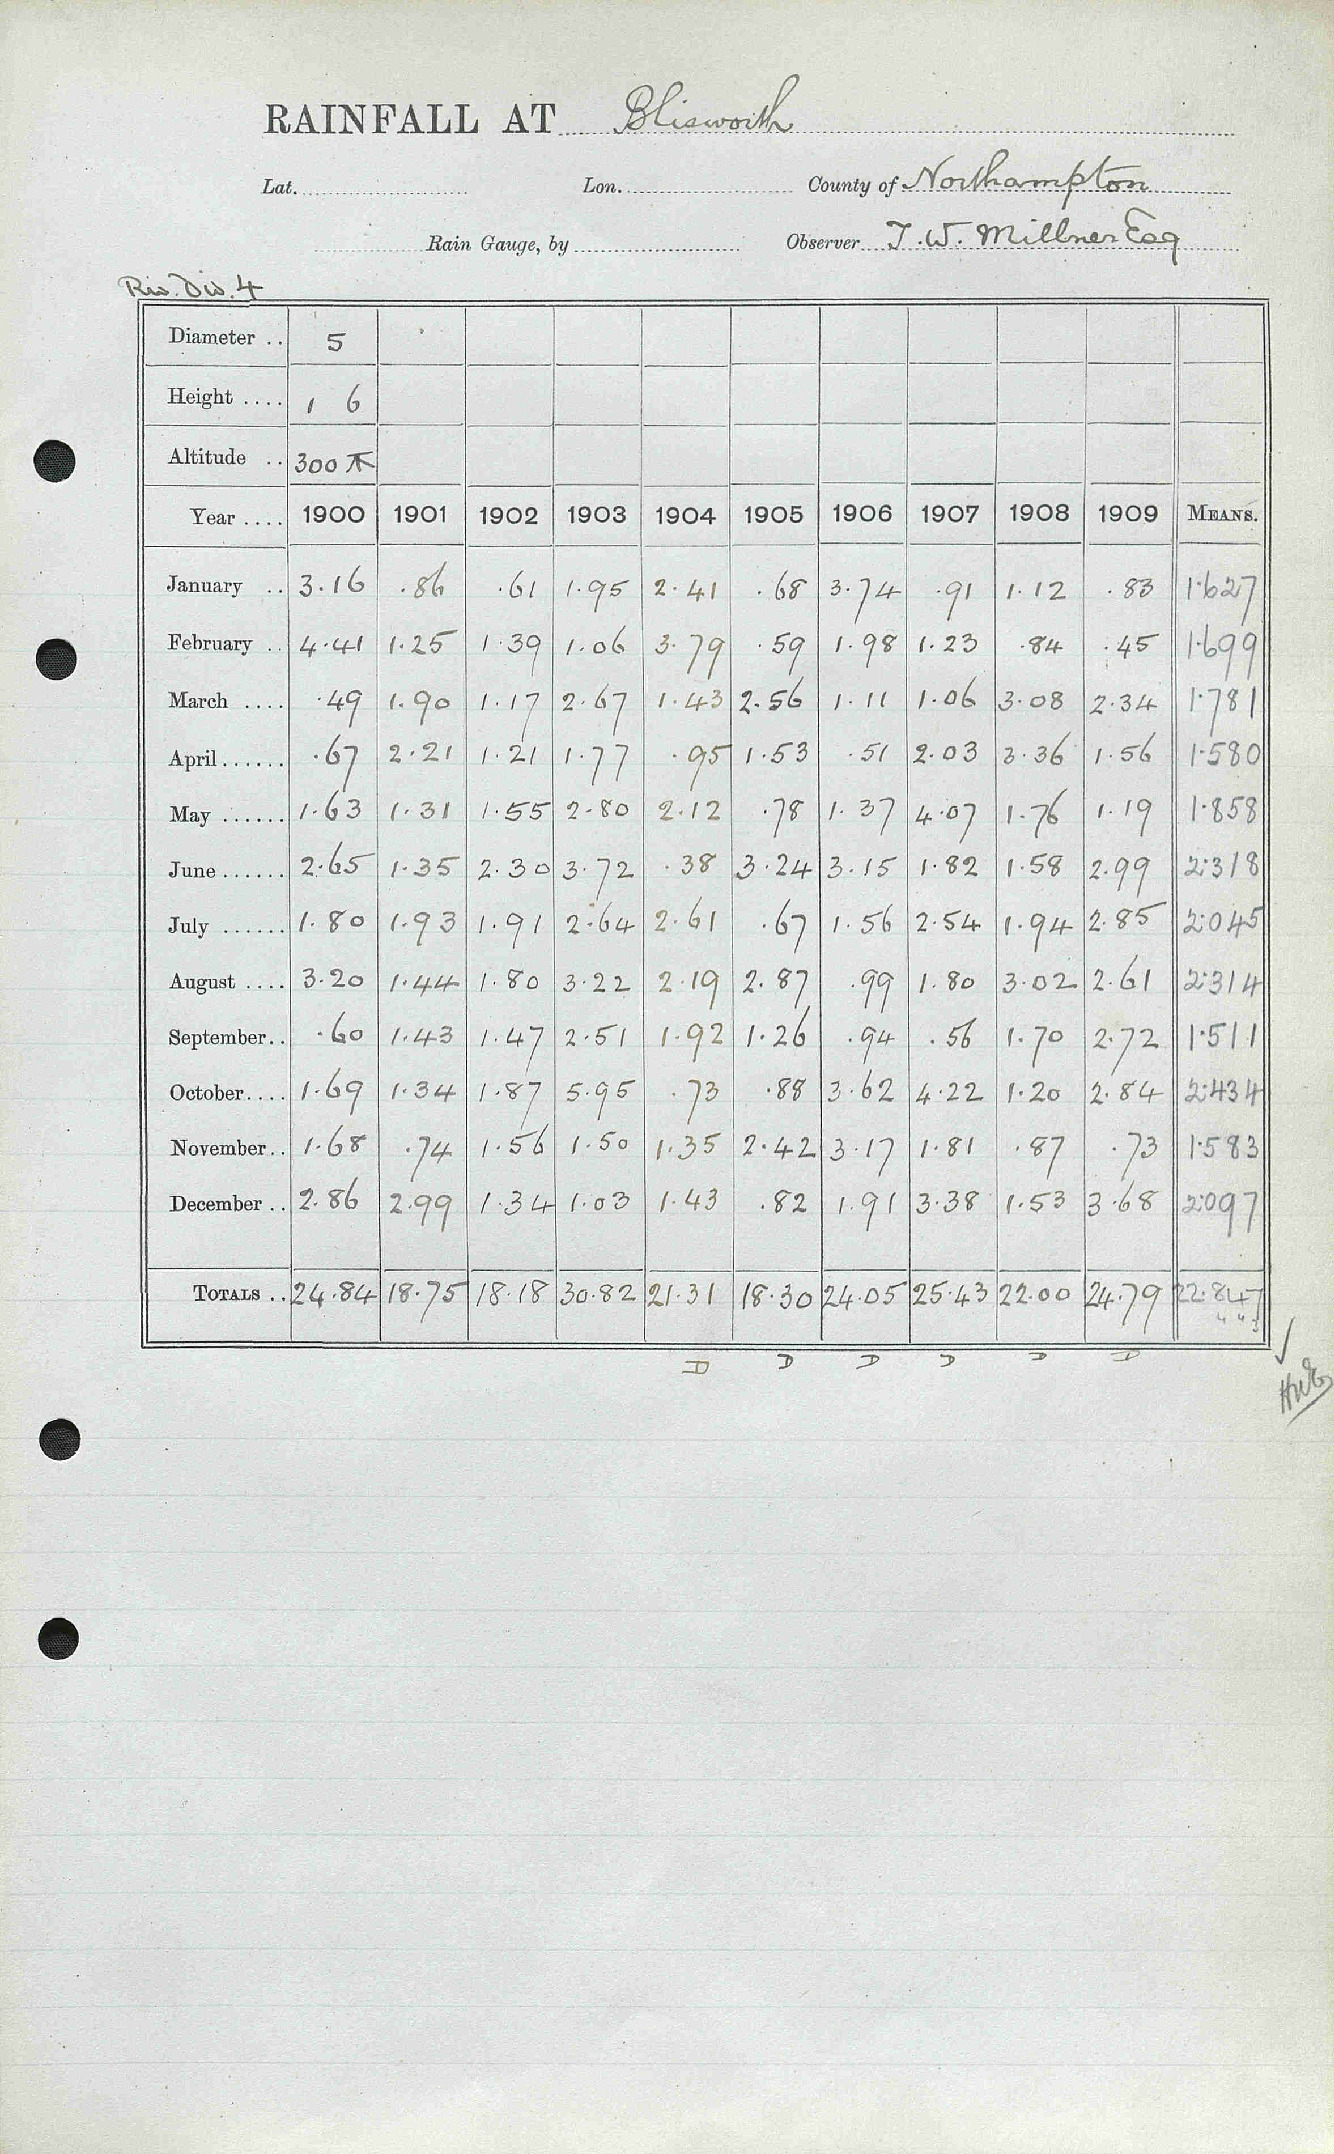 RAINFALL AT Blisworth
Lat. Lon. County of Northampton
Rain Gauge, by Observer T. W. Millner Esq
Riv. Div. 4
Diameter .. 5
Height .... 1 6
Altitude .. 300 ft
Year .... 1900 1901 1902 1903 1904 1905 1906 1907 1908 1909 MEANS.
January .. 3.16 .86 .61 1.95 2.41 .68 3.74 .91 1.12 .83 1.627
February .. 4.41 1.25 1.39 1.06 3.79 .59 1.98 1.23 .84 .45 1.699
March .... .49 1.90 1.17 2.67 1.43 2.56 1.11 1.06 3.08 2.34 1.781
April...... .67 2.21 1.21 1.77 .95 1.53 .51 2.03 3.36 1.56 1.580
May ...... 1.63 1.31 1.55 2.80 2.12 .78 1.37 4.07 1.76 1.19 1.858
June...... 2.65 1.35 2.30 3.72 .38 3.24 3.15 1.82 1.58 2.99 2.318
July ...... 1.80 1.93 1.91 2.64 2.61 .67 1.56 2.54 1.94 2.85 2.045
August .... 3.20 1.44 1.80 3.22 2.19 2.87 .99 1.80 3.02 2.61 2.314
September.. .60 1.43 1.47 2.51 1.92 1.26 .94 .56 1.70 2.72 1.511
October.... 1.69 1.34 1.87 5.95 .73 .88 3.62 4.22 1.20 2.84 2.434
November.. 1.68 .74 1.56 1.50 1.35 2.42 3.17 1.81 .87 .73 1.583
December .. 2.86 2.99 1.34 1.03 1.43 .82 1.91 3.38 1.53 3.68 2.097
TOTALS .. 24.84 18.75 18.18 30.82 21.31 18.30 24.05 25.43 22.00 24.79 22.847
D D D D D D